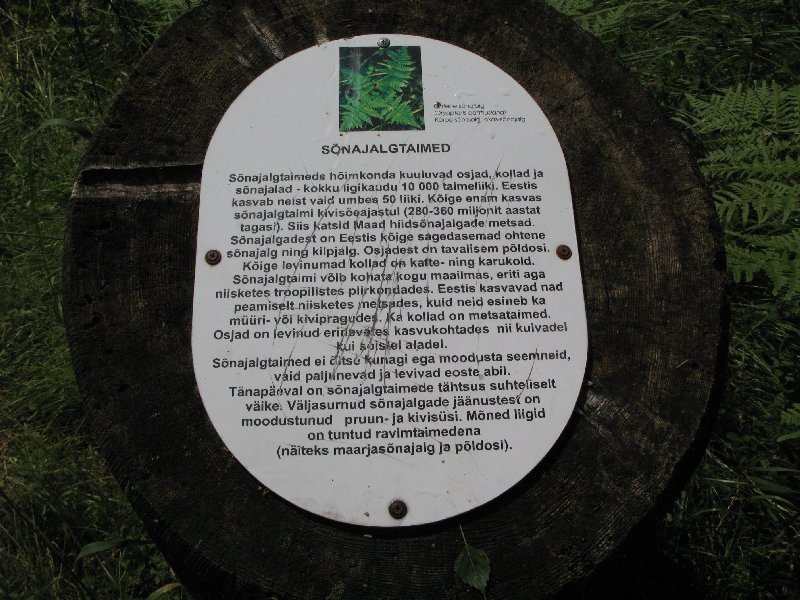 Ohtene sõnajalg
(Dryopteris carthusiana)
SÕNAJALGTAIMED
Sõnajalgtaimede hõimkonda kuuluvad osjad, kollad ja
sõnajalad - kokku ligikaudu 10 000 taimeliiki. Eestis
kasvab neist vaid umbes 50 liiki. Kõige enam kasvas
sõnajalgtaimi kivisöeajastul (280-360 miljonit aastat
tagasi). Siis katsid Maad hiidsõnajalgade metsad.
Sõnajalgadest on Eestis kõige sagedasemad ohtene
sõnajalg ning kilpjalg. Osjadest on tavalisem põldosi.
Kõige levinumad kollad on katte- ning karukold.
Sõnajalgtaimi võib kohata kogu maailmas, eriti aga
niisketes troopilistes piirkondades. Eestis kasvavad nad
peamiselt niisketes metsades, kuid neid esineb ka
müüri- või kivipragudes. Ka kollad on metsataimed.
Osjad on levinud erinevates kasvukohtades nii kuivadel
kui soistel aladel.
Sõnajalgtaimed ei õitse kunagi ega moodusta seemneid,
vaid paljunevad ja levivad eoste abil.
Tänapäeval on sõnajalgtaimede tähtsus suhteliselt
väike. Väljasurnud sõnajalgade jäänustest on
moodustunud pruun- ja kivisüsi. Mõned liigid
on tuntud ravimtaimedena
(näiteks maarjasõnajalg ja põldosi).